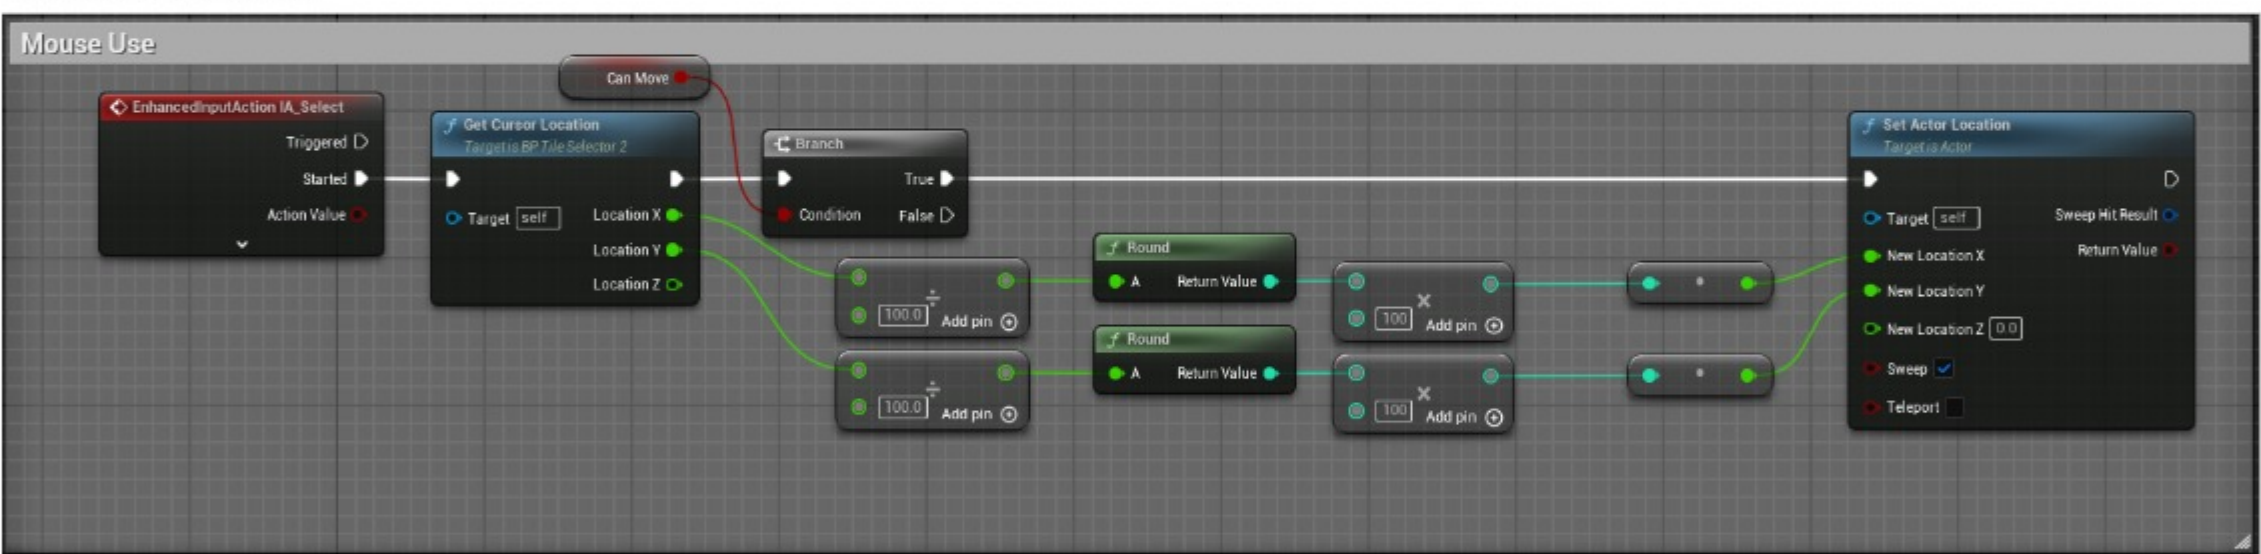 Mouse Use
Can Move
EnhancedInputAction IA_Select
Triggered
Started
Action Value
Get Cursor Location
Target is BP Tile Selector 2
Target self
Location X
Location Y
Location Z
Branch
True
Condition
False
100.0
Add pin
100.0
Add pin
Round
A
Return Value
Round
A
Return Value
100
Add pin
100
Add pin
Set Actor Location
Target is Actor
Target self
Sweep Hit Result
New Location X
Return Value
New Location Y
New Location Z 0.0
Sweep
Teleport